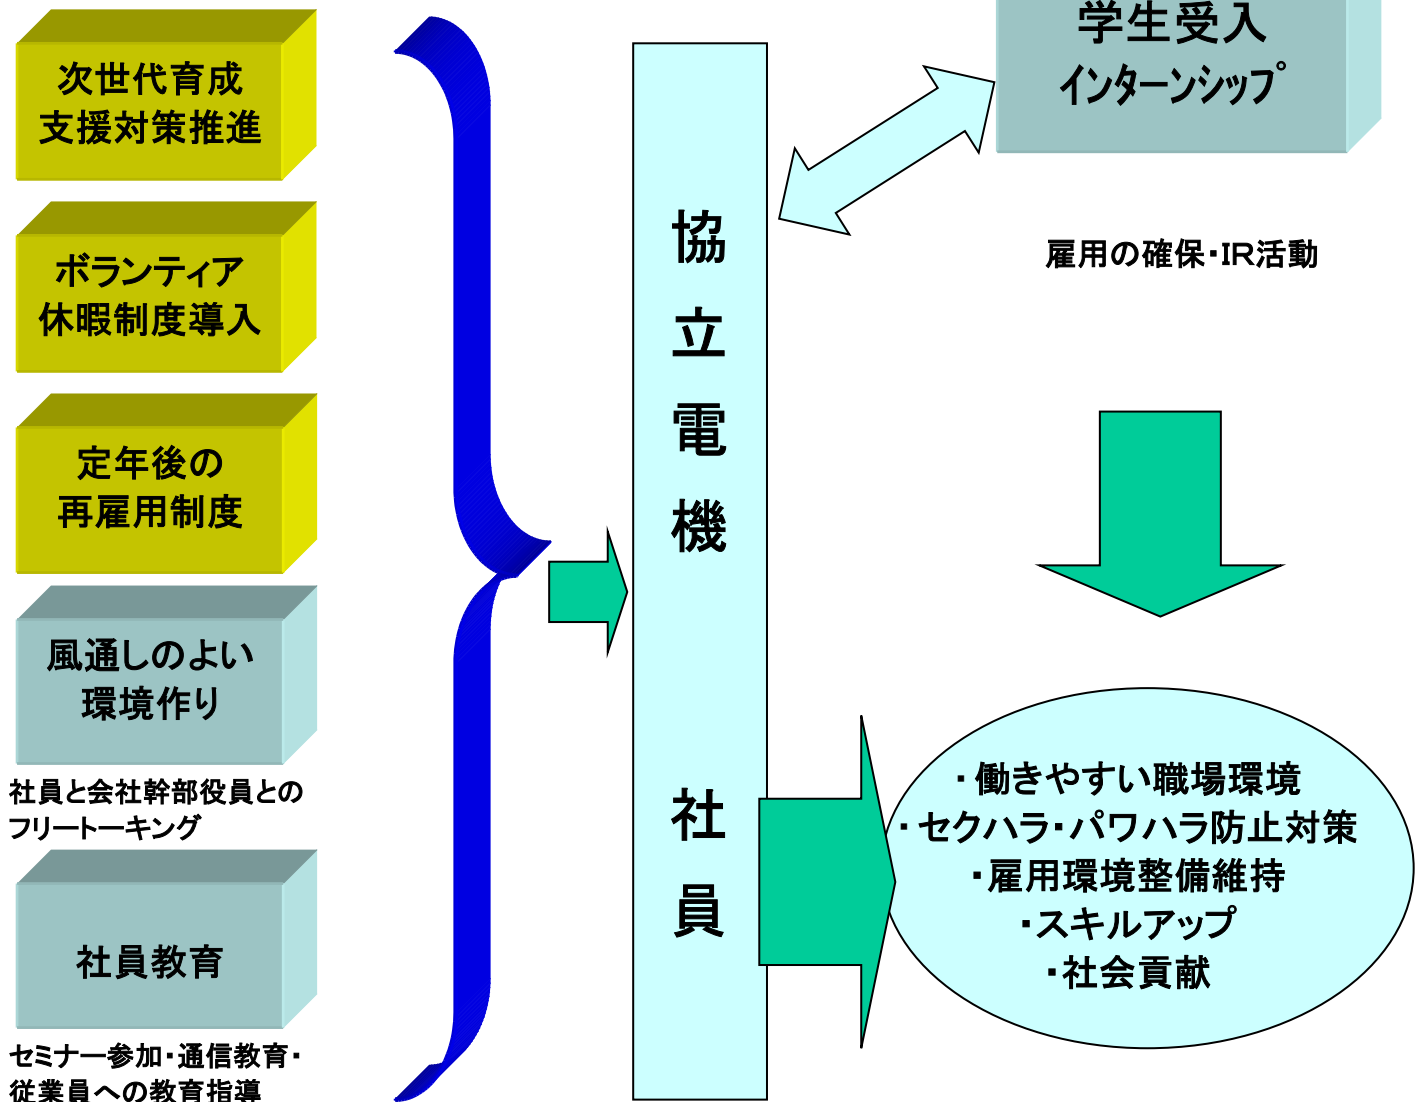 次世代育成
支援対策推進
ボランティア
休暇制度導入
定年後の
再雇用制度
風通しのよい
環境作り
社員と会社幹部役員との
フリートーキング
社員教育
セミナー参加・通信教育・
従業員への教育指導
協立電機 社員
学生受入
インターンシップ
雇用の確保・IR活動
・働きやすい職場環境
・セクハラ・パワハラ防止対策
・雇用環境整備維持
・スキルアップ
・社会貢献